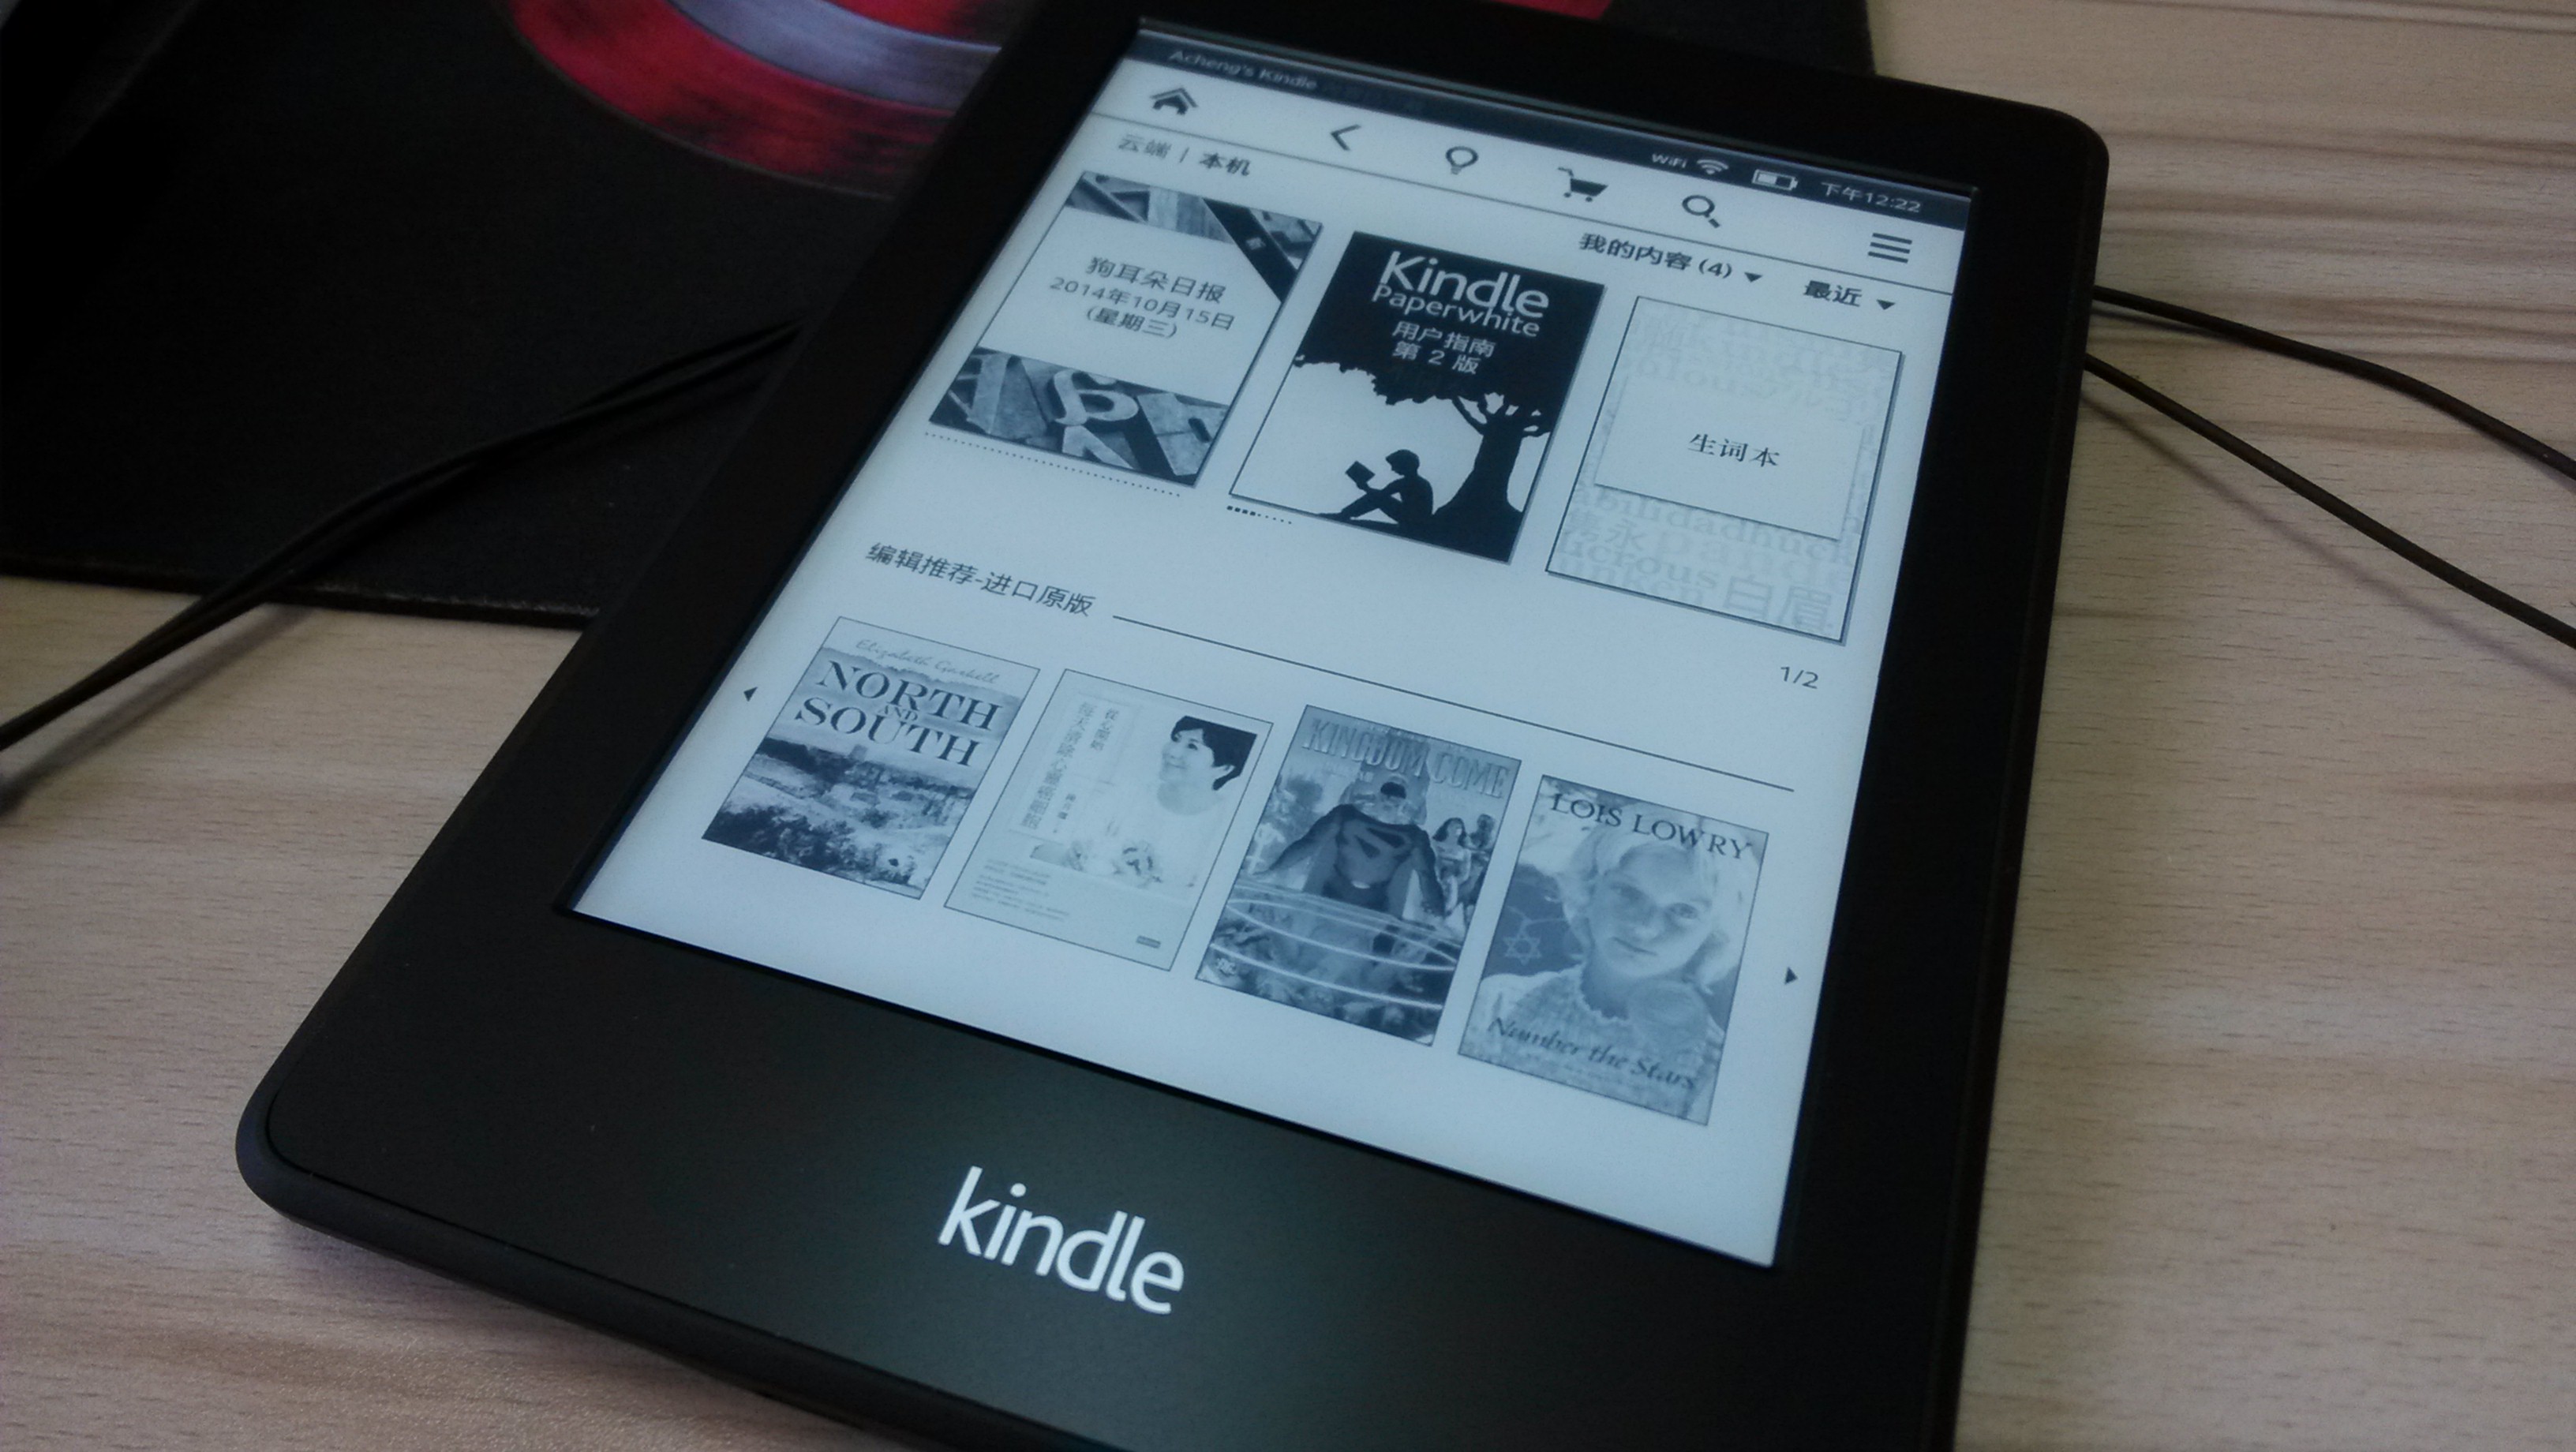 Acheng's Kindle
WiFi
下午12:22
云端 | 本机
我的内容 (4)
最近
狗耳朵日报
2014年10月15日
(星期三)
Kindle
Paperwhite
用户指南
第 2 版
生词本
白眉
编辑推荐-进口原版
1/2
Elizabeth Gaskell
NORTH
AND
SOUTH
KINGDOM COME
LOIS LOWRY
Number the Stars
kindle